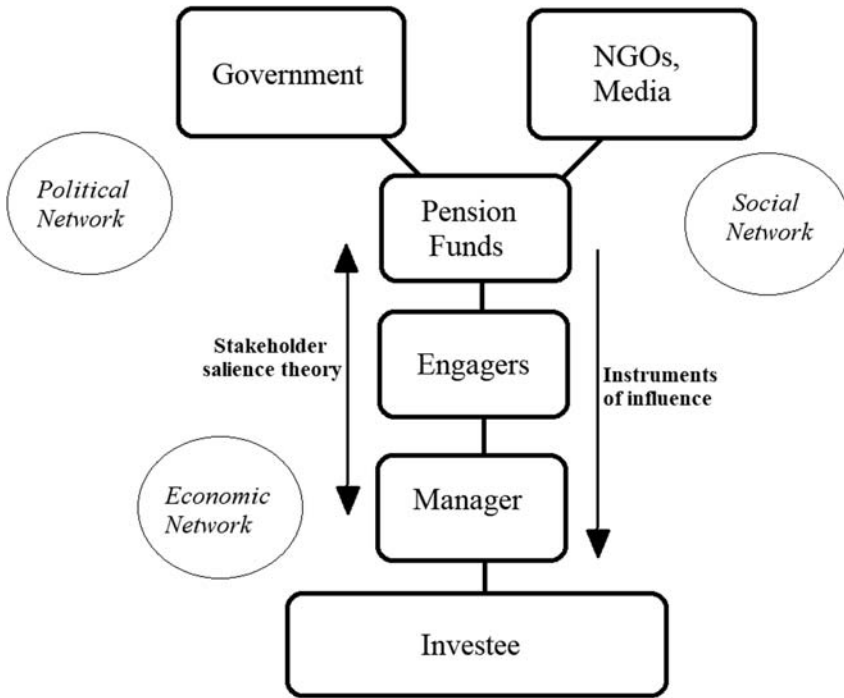 Government
NGOs,
Media
Political
Network
Pension
Funds
Social
Network
Stakeholder
salience theory
Engagers
Instruments
of influence
Economic
Network
Manager
Investee